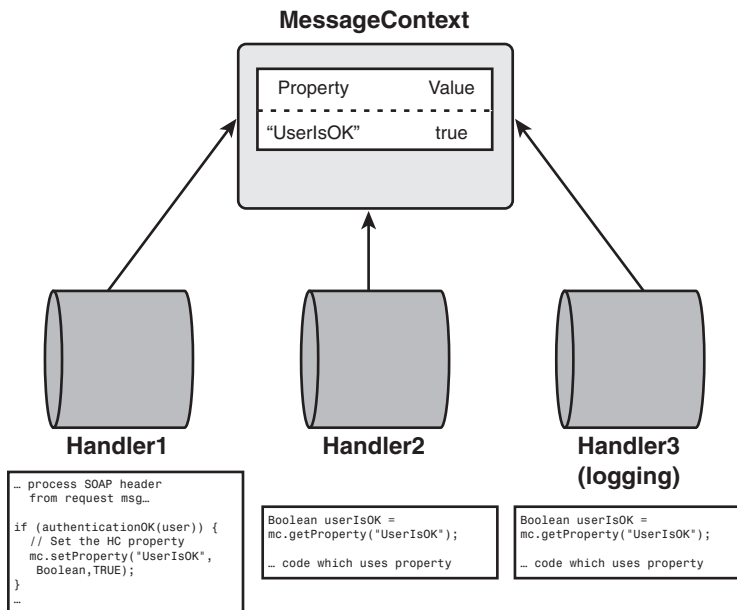 MessageContext
Property Value
“UserIsOK” true
Handler1
Handler2
Handler3
(logging)
… process SOAP header
from request msg…
if (authenticationOK(user)) {
// Set the HC property
mc.setProperty("UserIsOK",
Boolean,TRUE);
}
…
Boolean userIsOK =
mc.getProperty("UserIsOK");
… code which uses property
Boolean userIsOK =
mc.getProperty("UserIsOK");
… code which uses property